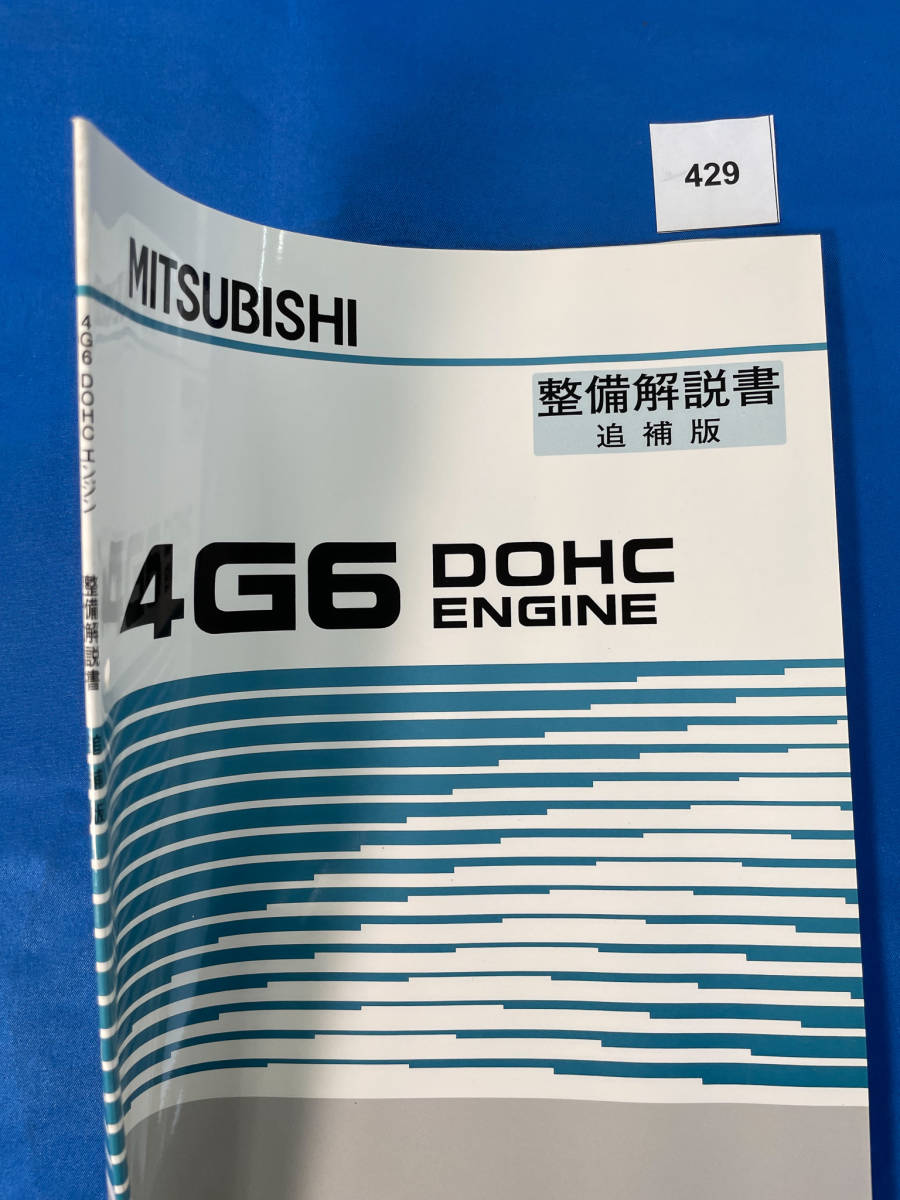 429
MITSUBISHI
整備解説書
追補版
4G6 DOHC
ENGINE
4G6 DOHC エンジン 整備解説書 追補版